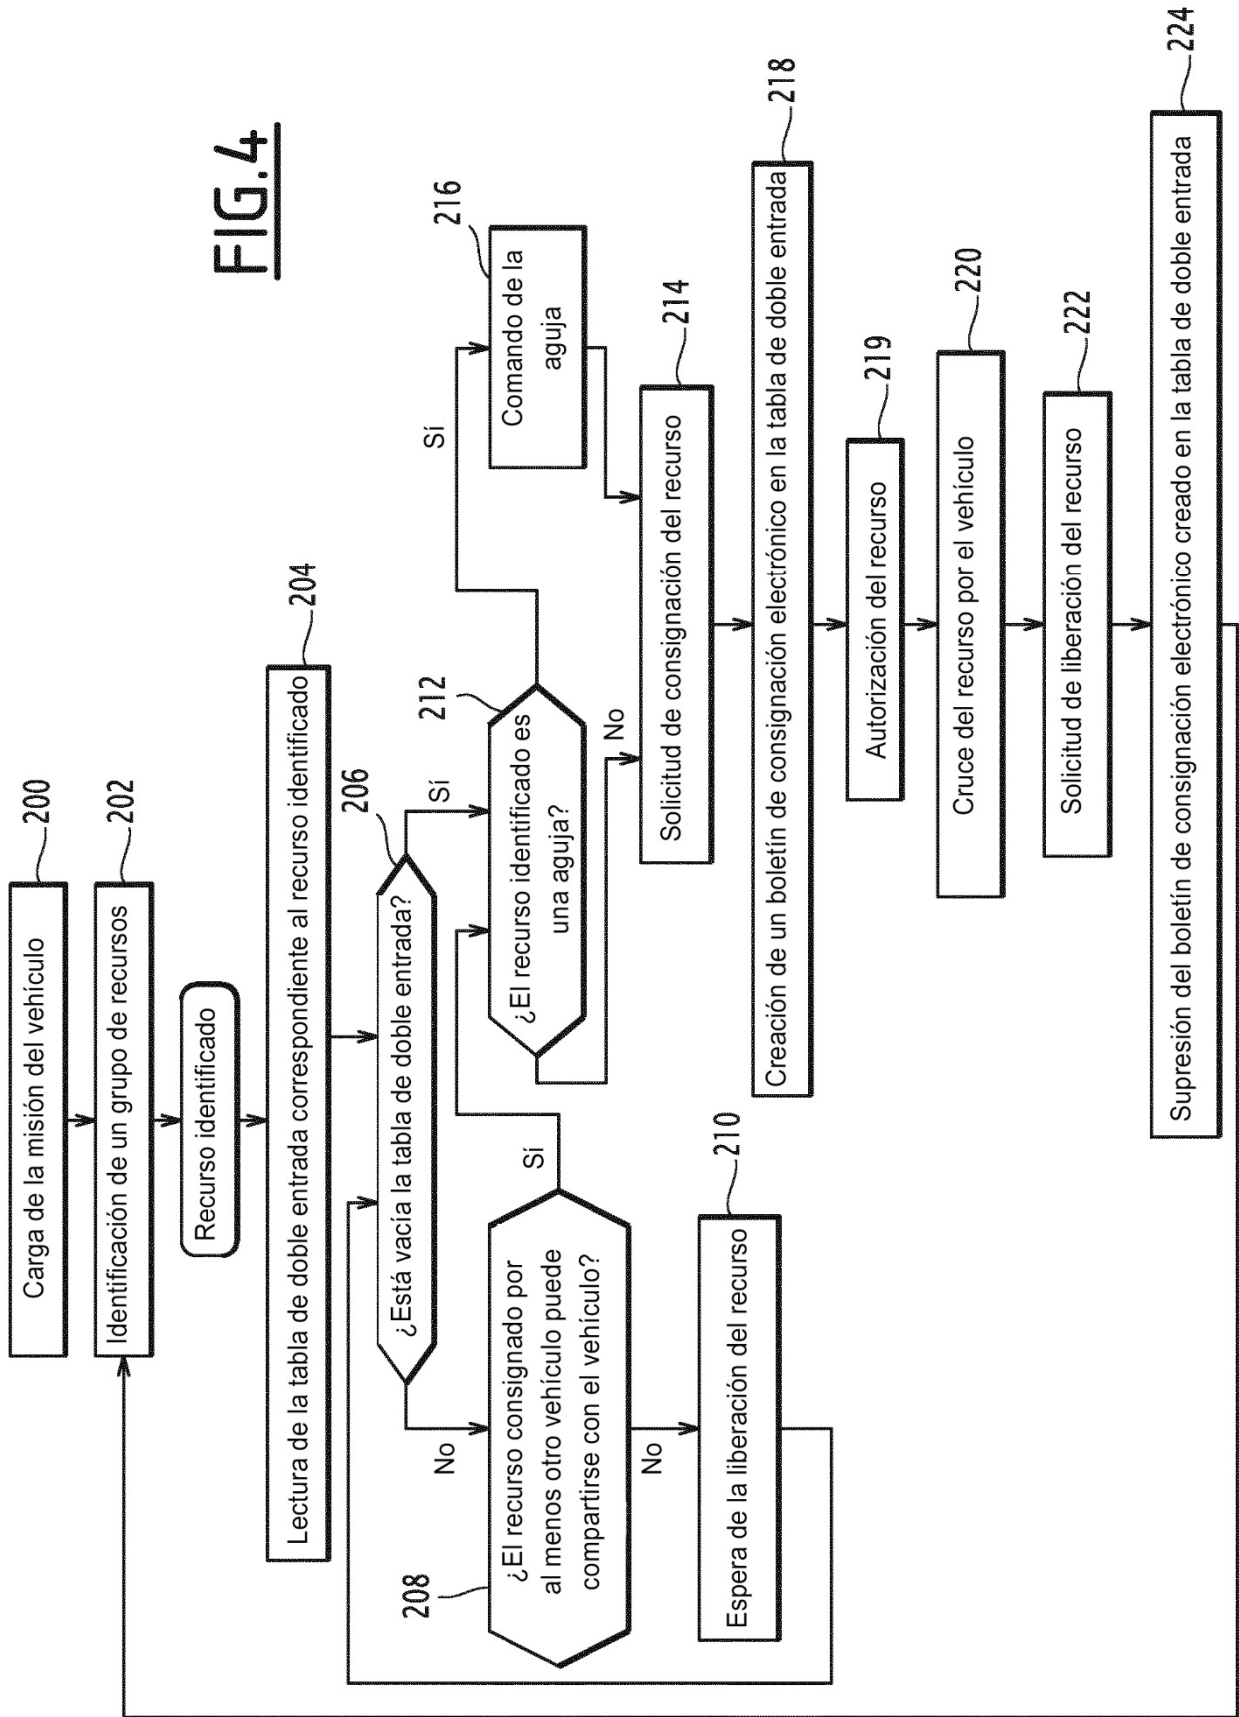 FIG.4
200
Carga de la misión del vehículo
202
Identificación de un grupo de recursos
Recurso identificado
204
Lectura de la tabla de doble entrada correspondiente al recurso identificado
206
¿Está vacía la tabla de doble entrada?
No
Sí
208
¿El recurso consignado por
al menos otro vehículo puede
compartirse con el vehículo?
Sí
No
210
Espera de la liberación del recurso
212
¿El recurso identificado es
una aguja?
Sí
No
216
Comando de la
aguja
214
Solicitud de consignación del recurso
218
Creación de un boletín de consignación electrónico en la tabla de doble entrada
219
Autorización del recurso
220
Cruce del recurso por el vehículo
222
Solicitud de liberación del recurso
224
Supresión del boletín de consignación electrónico creado en la tabla de doble entrada